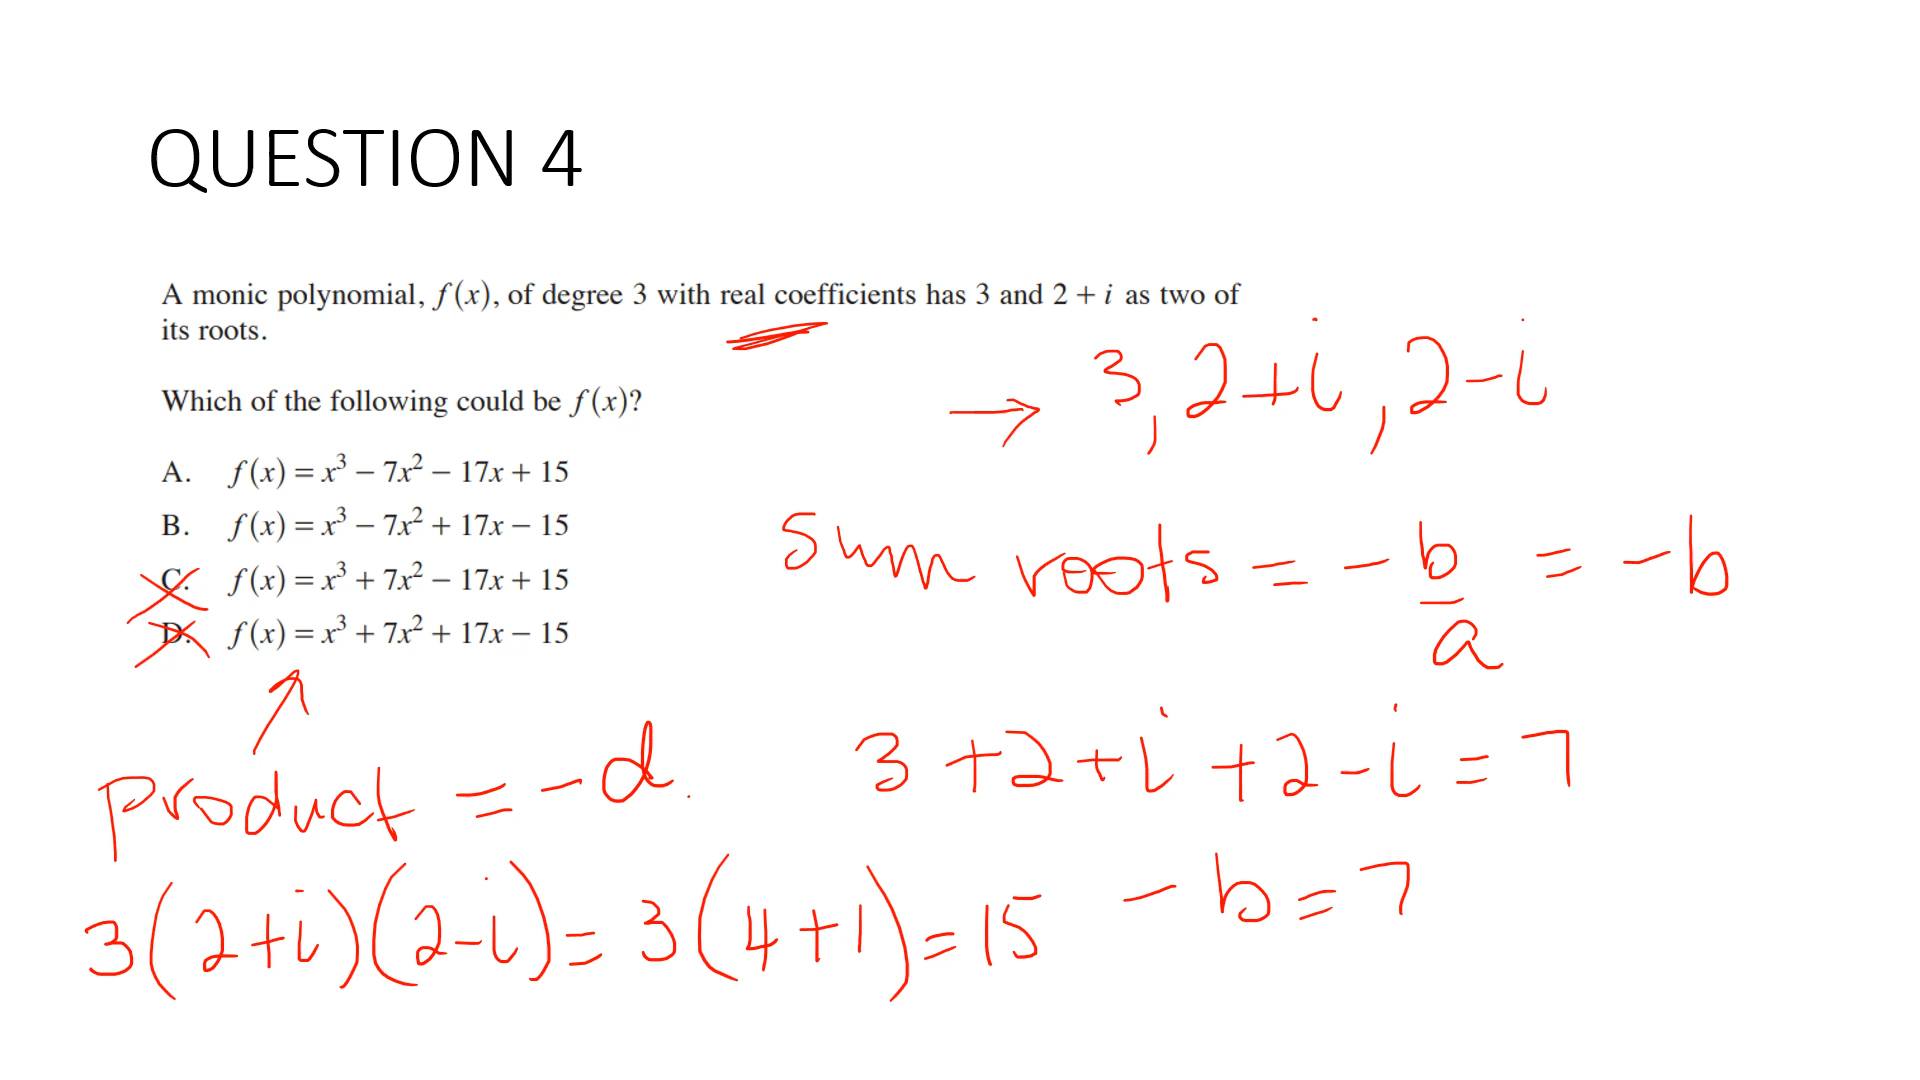 QUESTION 4
A monic polynomial, f(x), of degree 3 with real coefficients has 3 and 2 + i as two of
its roots.
→ 3, 2+i, 2-i
Which of the following could be f(x)?
A. f(x) = x³ − 7x² − 17x + 15
B. f(x) = x³ − 7x² + 17x − 15
C. f(x) = x³ + 7x² − 17x + 15
D. f(x) = x³ + 7x² + 17x − 15
sum roots = -b/a = -b
3 +2+i +2-i = 7
product = -d.
-b = 7
3(2+i)(2-i) = 3(4+1) = 15